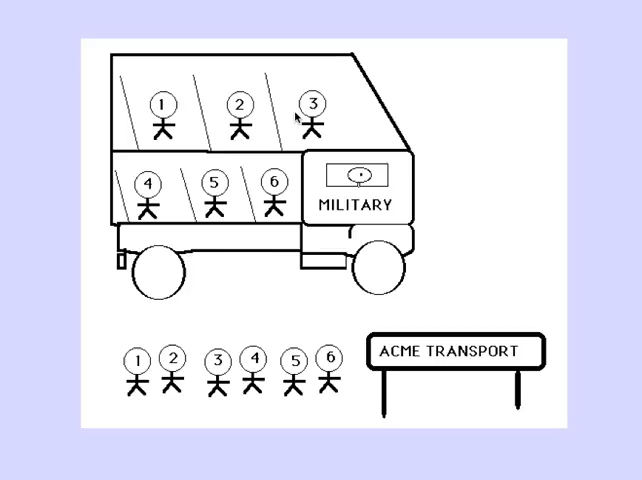 1 2 3
4 5 6
MILITARY
1 2 3 4 5 6
ACME TRANSPORT